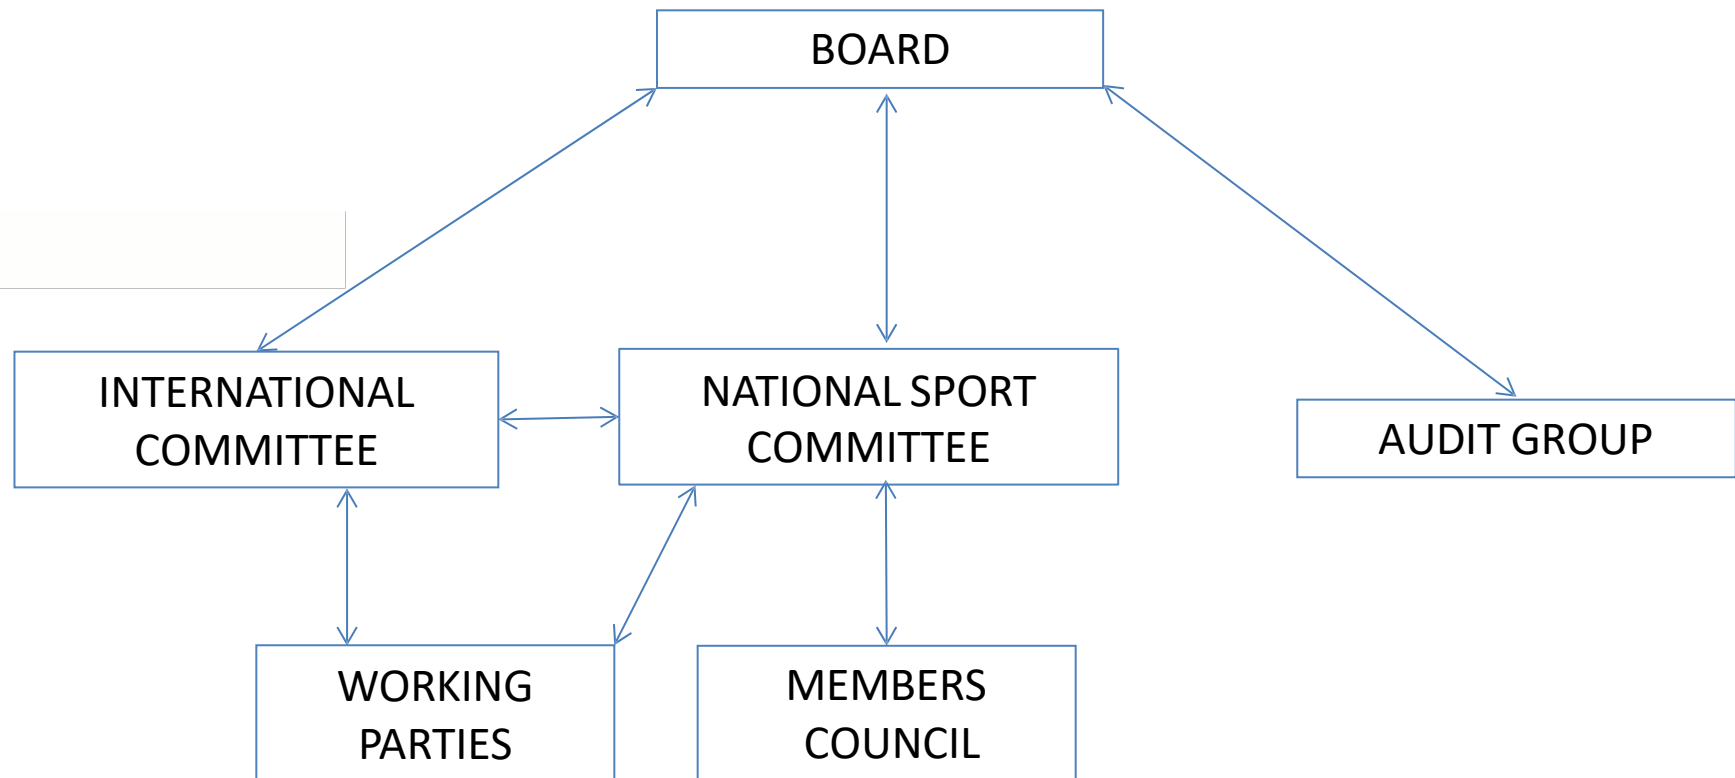 BOARD
INTERNATIONAL
COMMITTEE
NATIONAL SPORT
COMMITTEE
AUDIT GROUP
WORKING
PARTIES
MEMBERS
COUNCIL